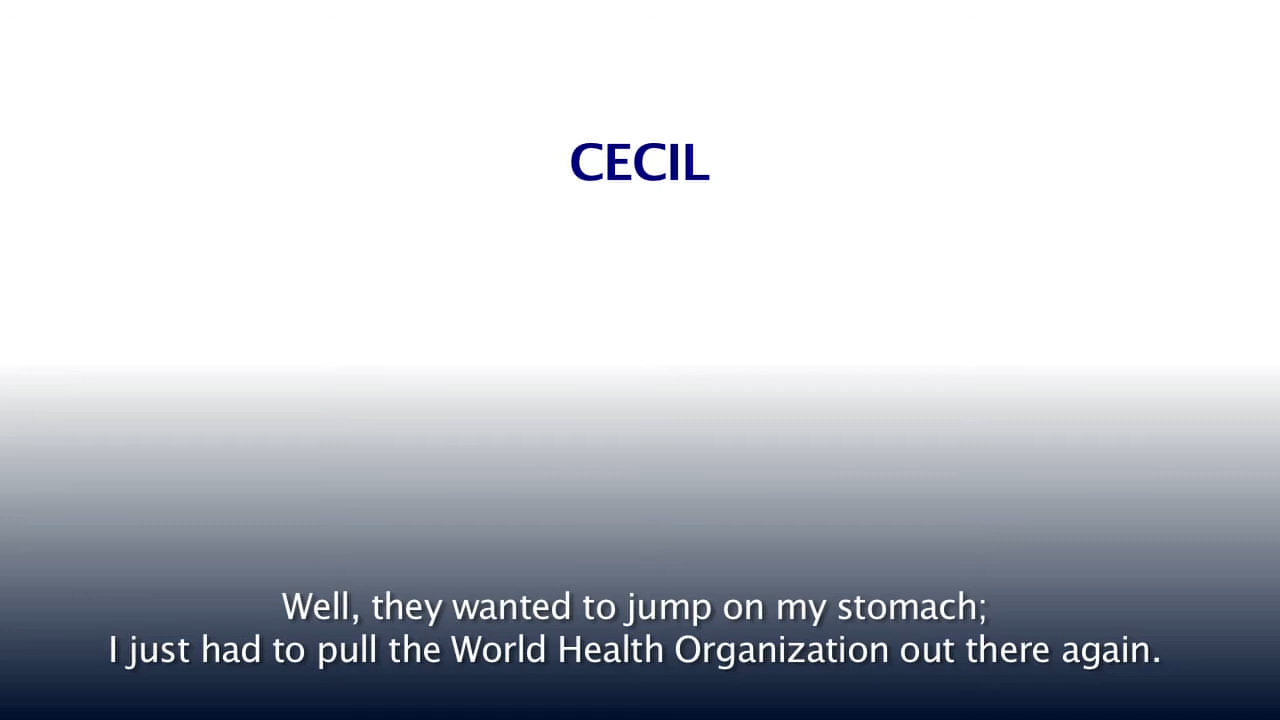 CECIL
Well, they wanted to jump on my stomach;
I just had to pull the World Health Organization out there again.